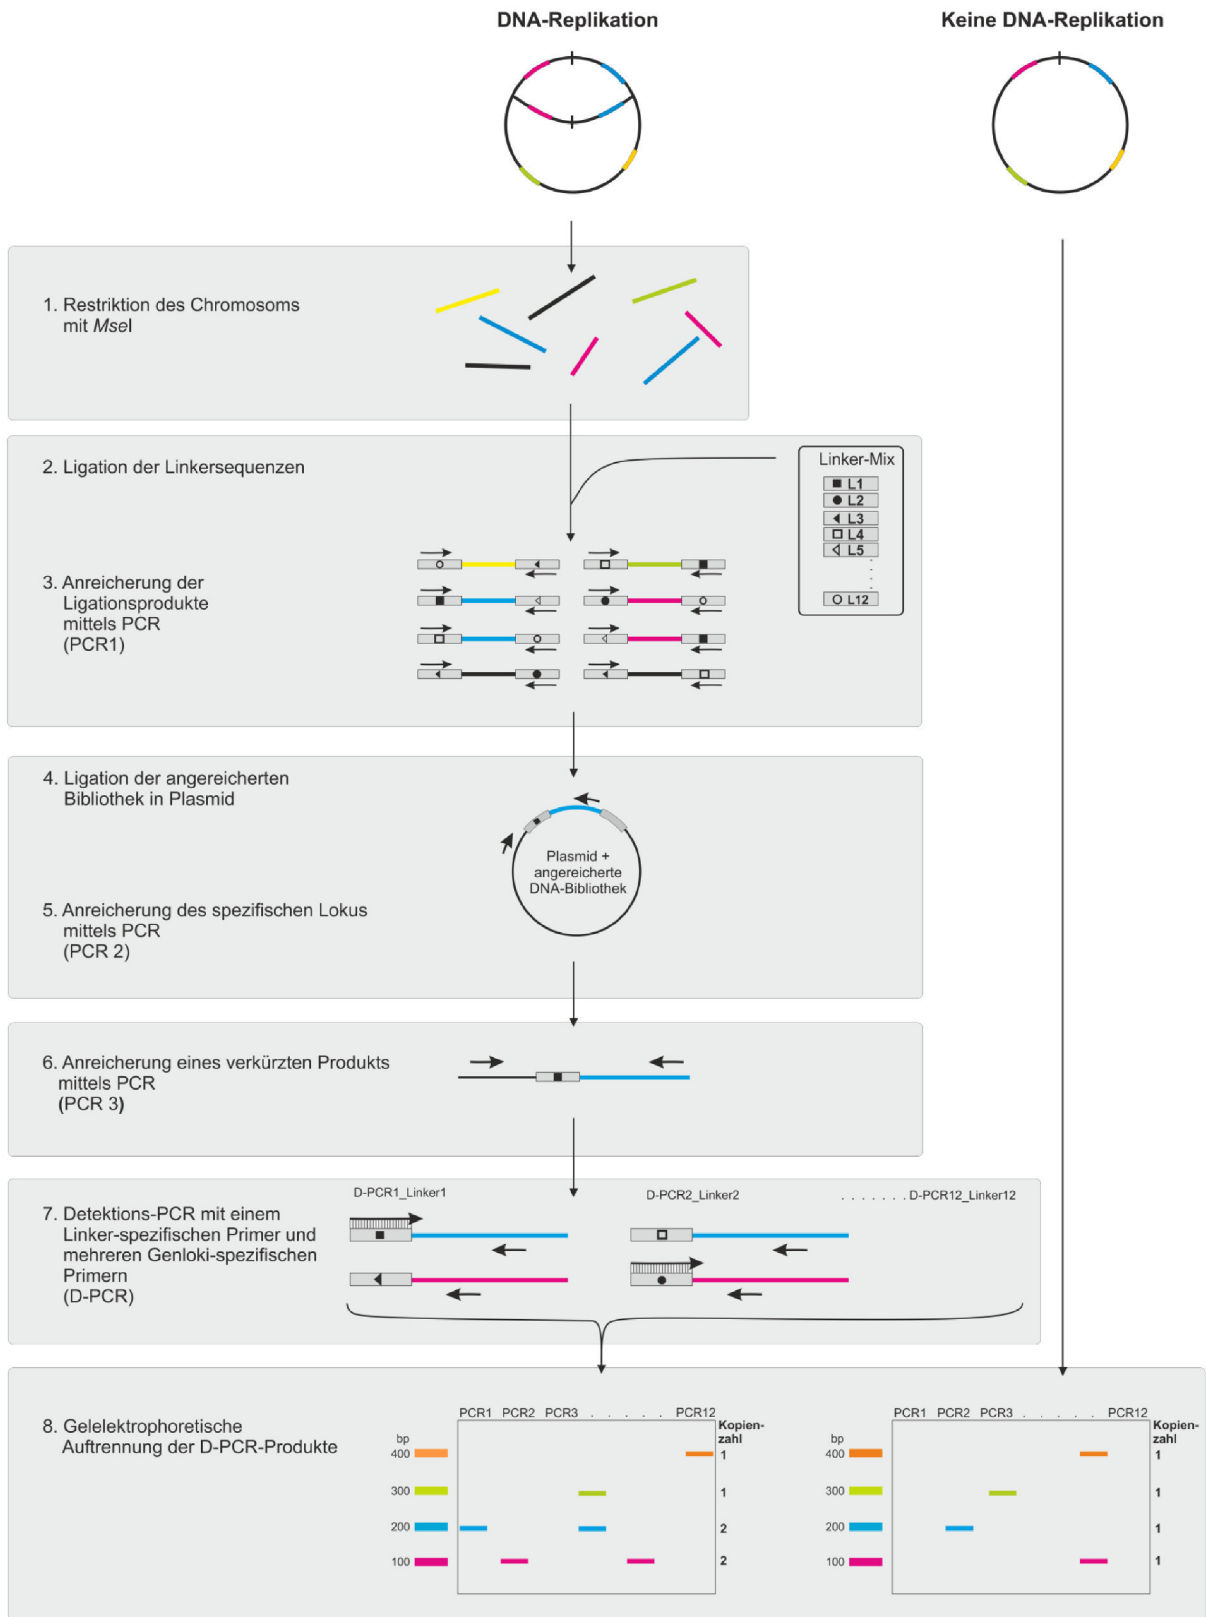 DNA-Replikation
Keine DNA-Replikation
1. Restriktion des Chromosoms
mit MseI
2. Ligation der Linkersequenzen
Linker-Mix
L1
L2
L3
L4
L5
L12
3. Anreicherung der
Ligationsprodukte
mittels PCR
(PCR1)
4. Ligation der angereicherten
Bibliothek in Plasmid
Plasmid +
angereicherte
DNA-Bibliothek
5. Anreicherung des spezifischen Lokus
mittels PCR
(PCR 2)
6. Anreicherung eines verkürzten Produkts
mittels PCR
(PCR 3)
D-PCR1_Linker1
D-PCR2_Linker2
. . . . . . . D-PCR12_Linker12
7. Detektions-PCR mit einem
Linker-spezifischen Primer und
mehreren Genloki-spezifischen
Primern
(D-PCR)
8. Gelelektrophoretische
Auftrennung der D-PCR-Produkte
PCR1 PCR2 PCR3 . . . . . PCR12
Kopien-
zahl
bp
400 1
300 1
200 2
100 2
PCR1 PCR2 PCR3 . . . . . PCR12
Kopien-
zahl
bp
400 1
300 1
200 1
100 1